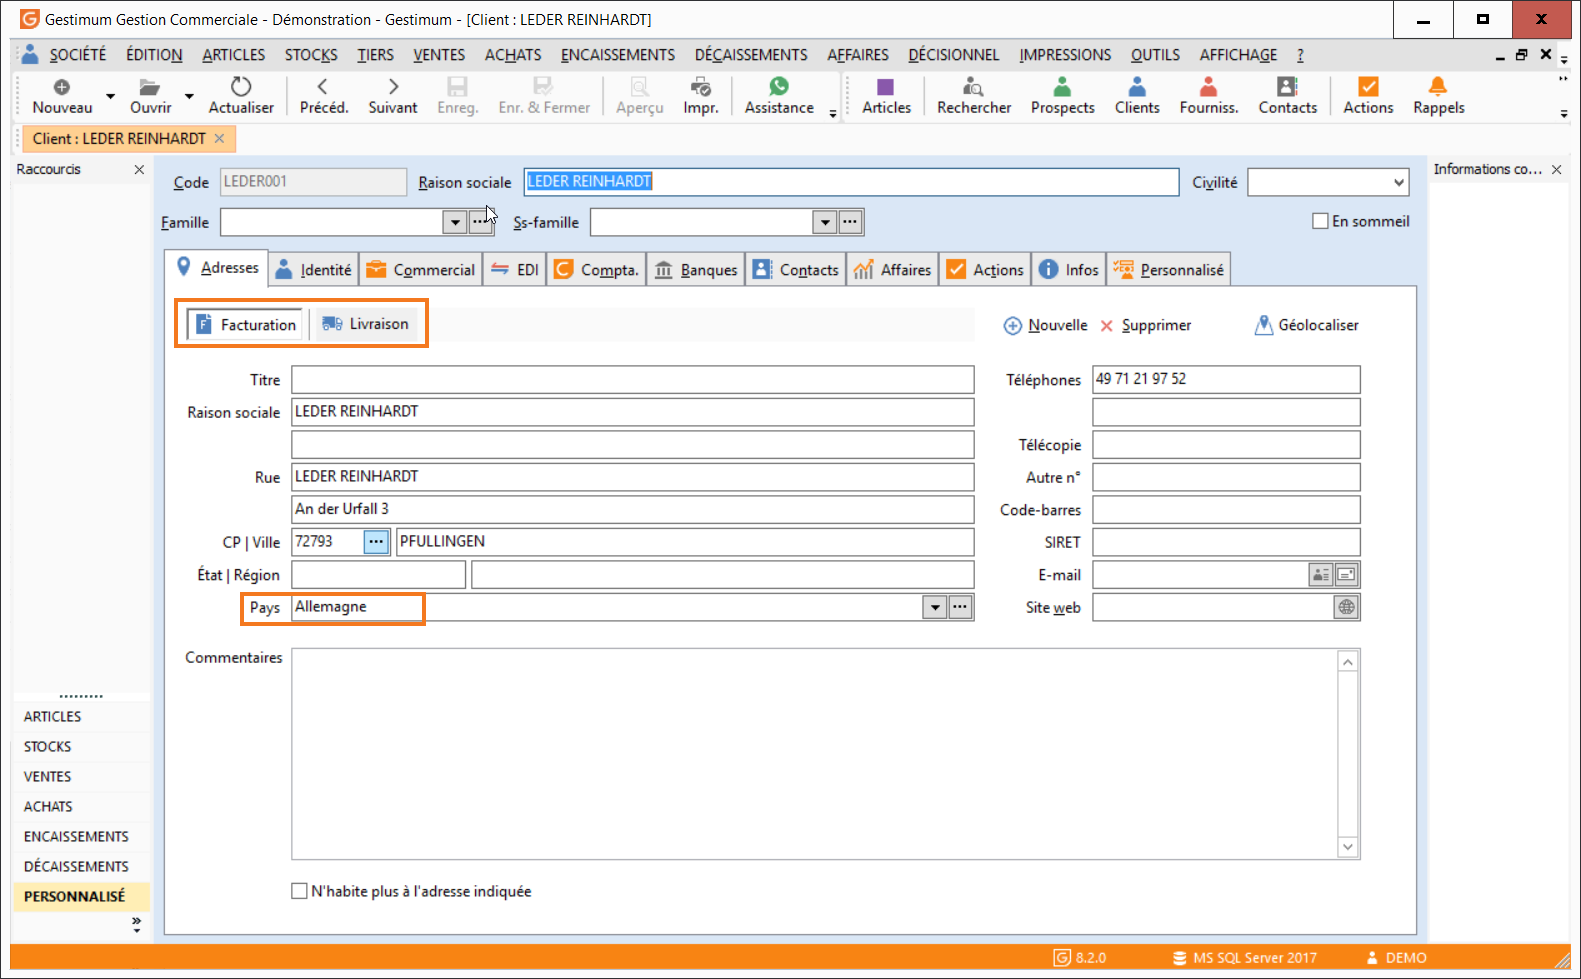 Gestimum Gestion Commerciale - Démonstration - Gestimum - [Client : LEDER REINHARDT]
SOCIÉTÉ ÉDITION ARTICLES STOCKS TIERS VENTES ACHATS ENCAISSEMENTS DÉCAISSEMENTS AFFAIRES DÉCISIONNEL IMPRESSIONS OUTILS AFFICHAGE ?
Nouveau Ouvrir Actualiser Précéd. Suivant Enreg. Enr. & Fermer Aperçu Impr. Assistance Articles Rechercher Prospects Clients Fourniss. Contacts Actions Rappels
Client : LEDER REINHARDT
Raccourcis
Informations co...
Code LEDER001 Raison sociale LEDER REINHARDT Civilité
Famille Ss-famille En sommeil
Adresses Identité Commercial EDI Compta. Banques Contacts Affaires Actions Infos Personnalisé
Facturation Livraison Nouvelle Supprimer Géolocaliser
Titre Téléphones 49 71 21 97 52
Raison sociale LEDER REINHARDT
Télécopie
Rue LEDER REINHARDT Autre n°
An der Urfall 3 Code-barres
CP | Ville 72793 PFULLINGEN SIRET
État | Région E-mail
Pays Allemagne Site web
Commentaires
N'habite plus à l'adresse indiquée
ARTICLES
STOCKS
VENTES
ACHATS
ENCAISSEMENTS
DÉCAISSEMENTS
PERSONNALISÉ
8.2.0 MS SQL Server 2017 DEMO